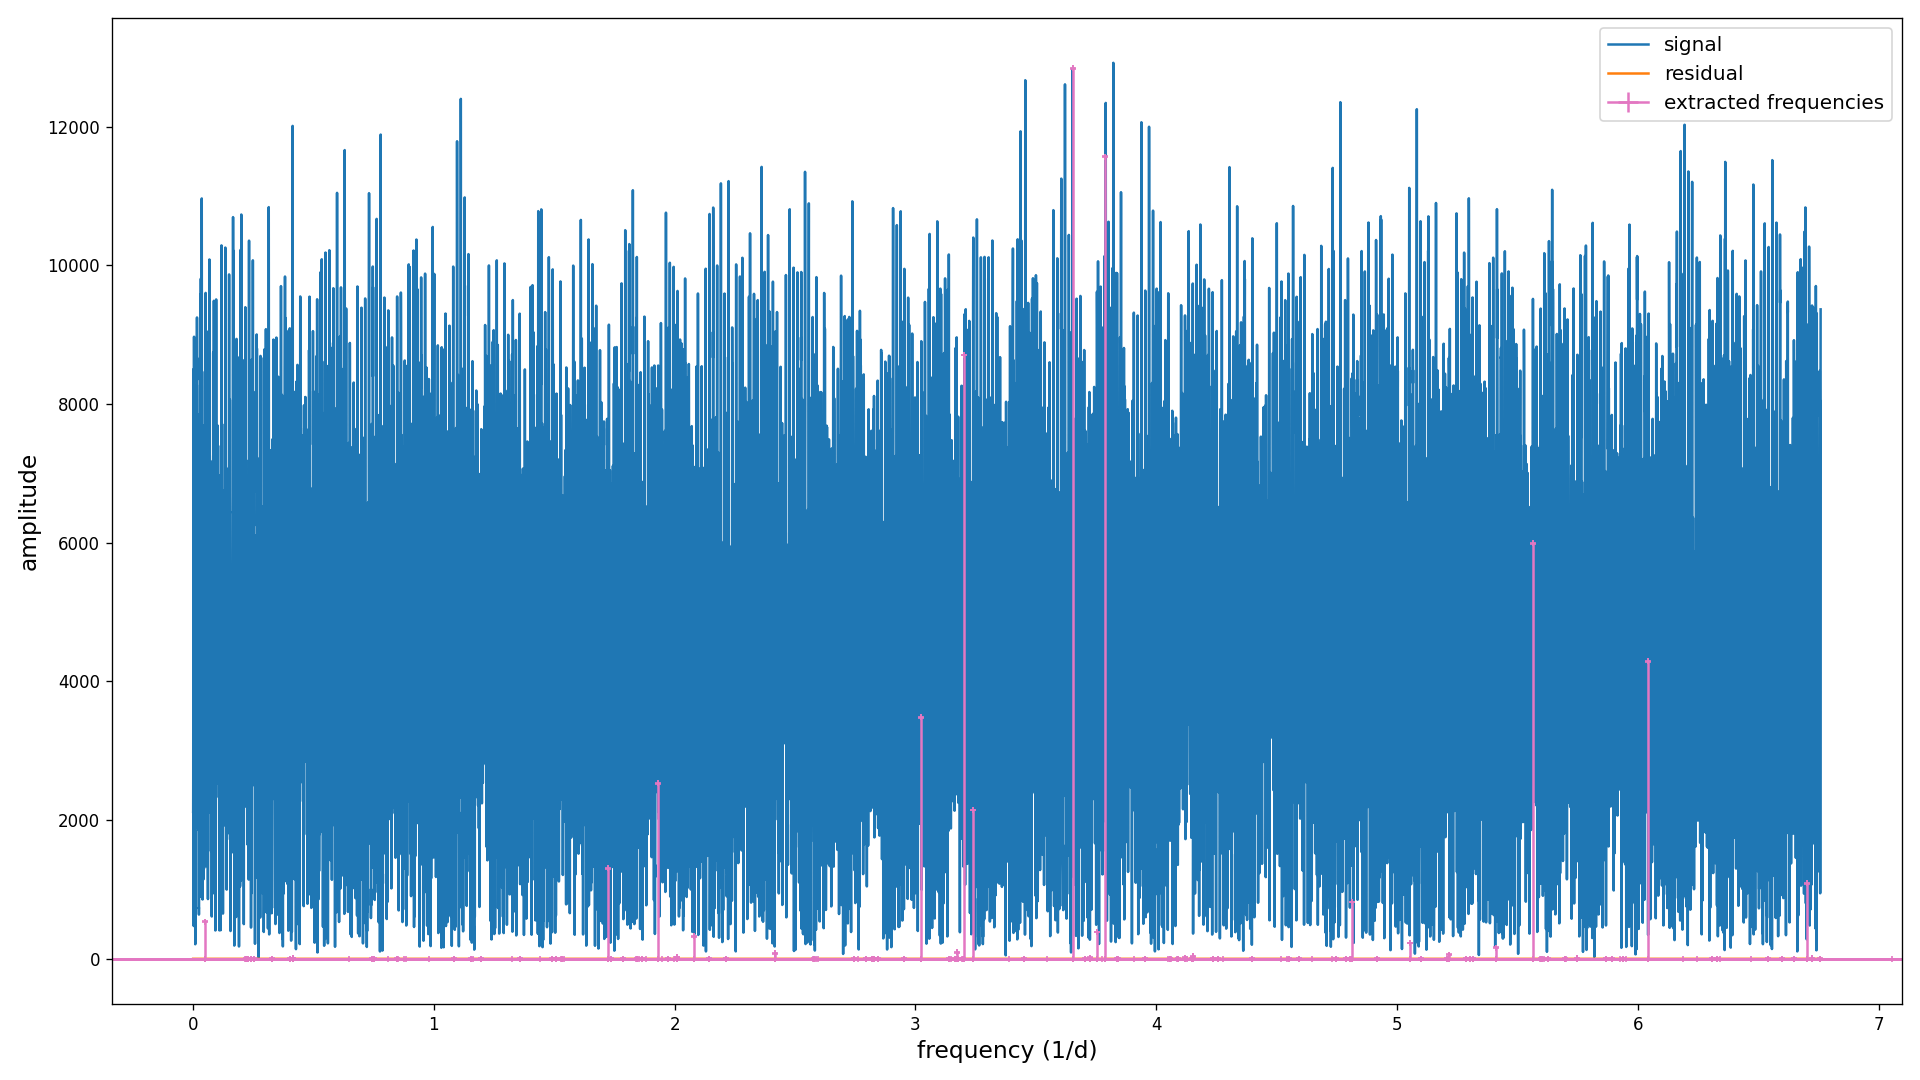 signal
residual
extracted frequencies
amplitude
12000
10000
8000
6000
4000
2000
0
0 1 2 3 4 5 6 7
frequency (1/d)